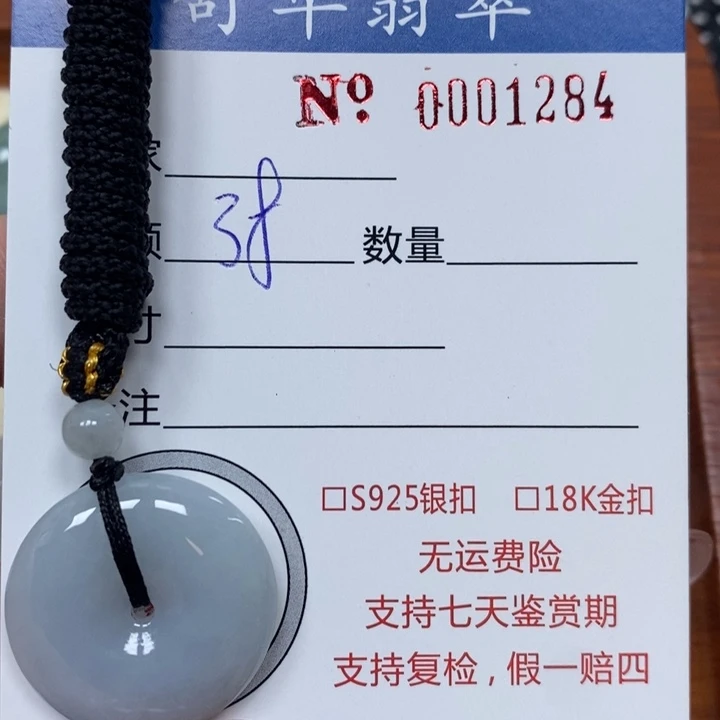 翡翠
No 0001284
数量
寸
注
□S925银扣 □18K金扣
无运费险
支持七天鉴赏期
支持复检,假一赔四